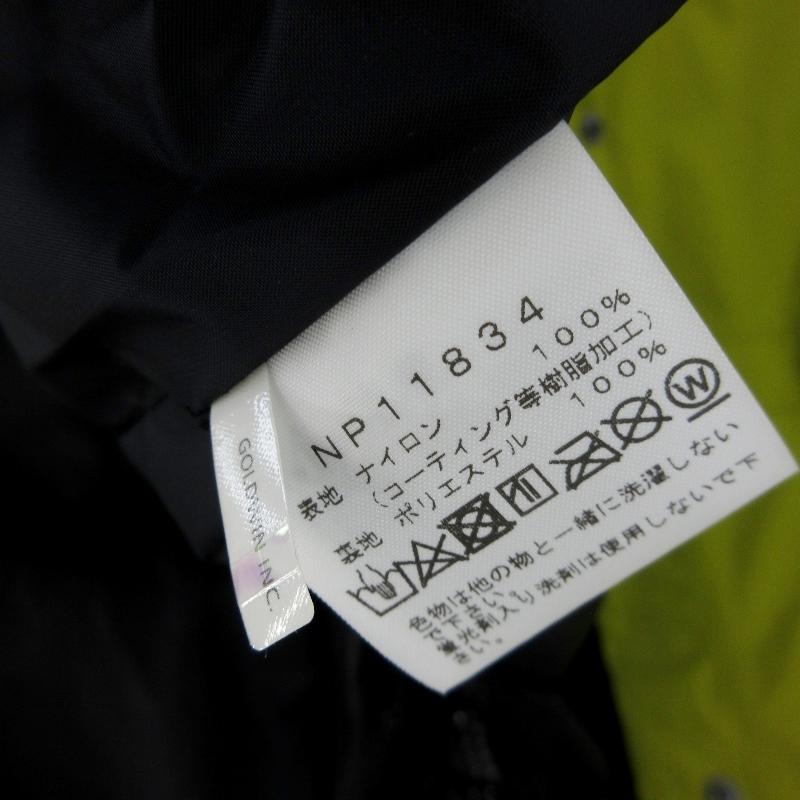 NP11834
表地 ナイロン 100%
(コーティング等樹脂加工)
裏地 ポリエステル 100%
W
色物は他の物と一緒に洗濯しない
で下さい。
蛍光剤入り洗剤は使用しないで下
さい。
GOLDWIN INC.